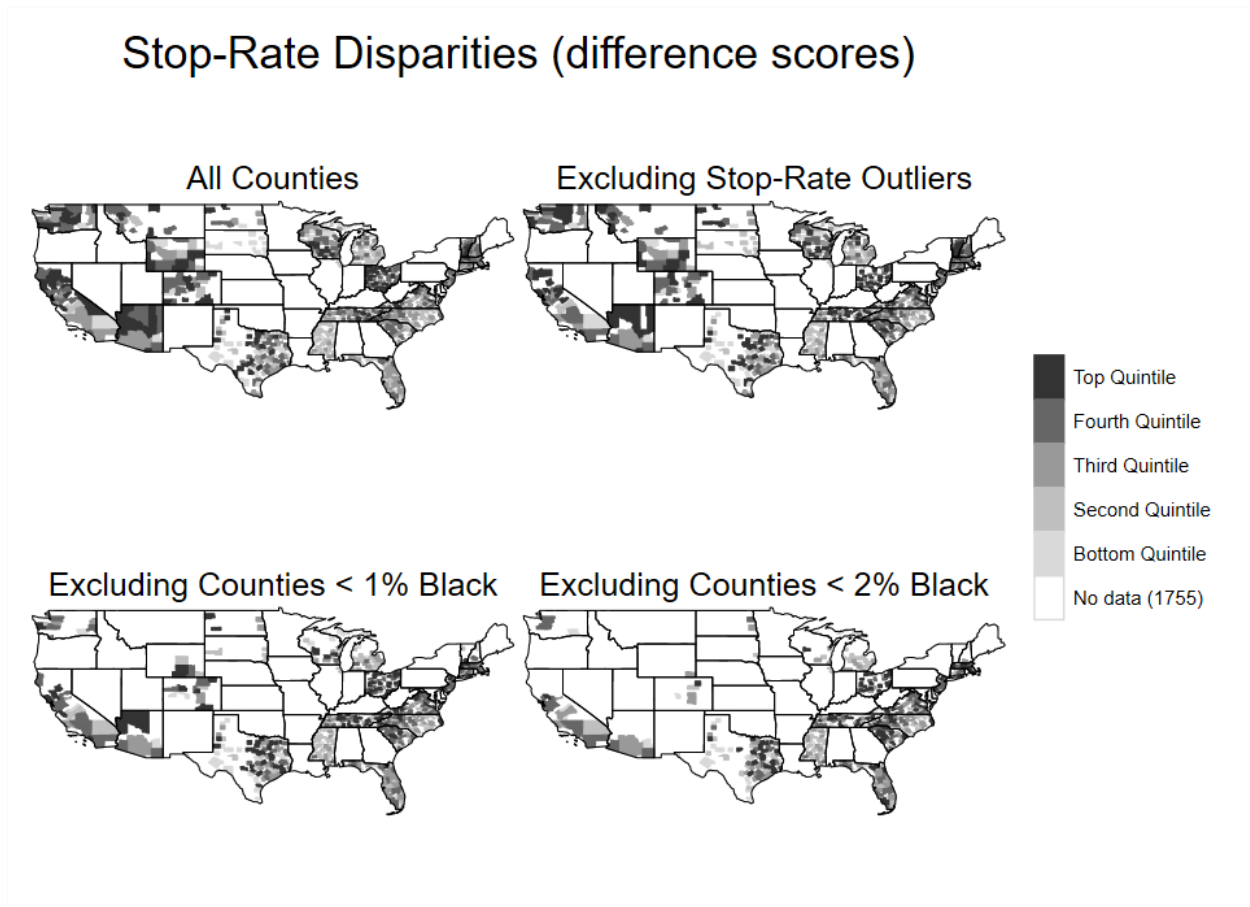 Stop-Rate Disparities (difference scores)
All Counties
Excluding Stop-Rate Outliers
Top Quintile
Fourth Quintile
Third Quintile
Second Quintile
Bottom Quintile
No data (1755)
Excluding Counties < 1% Black
Excluding Counties < 2% Black